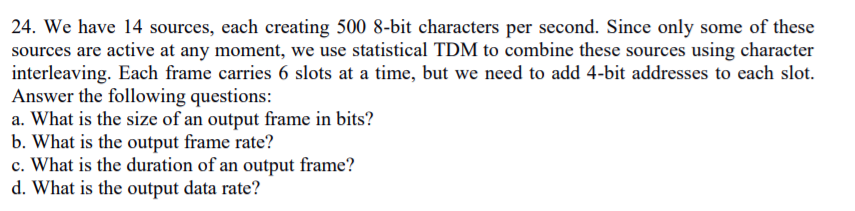 24. We have 14 sources, each creating 500 8-bit characters per second. Since only some of these
sources are active at any moment, we use statistical TDM to combine these sources using character
interleaving. Each frame carries 6 slots at a time, but we need to add 4-bit addresses to each slot.
Answer the following questions:
a. What is the size of an output frame in bits?
b. What is the output frame rate?
c. What is the duration of an output frame?
d. What is the output data rate?